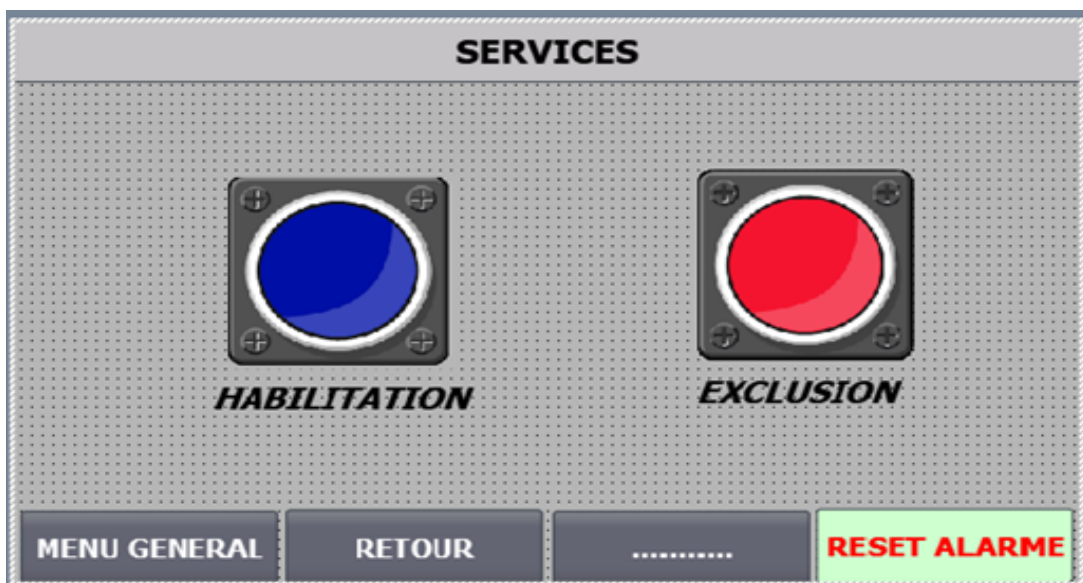 SERVICES
HABILITATION
EXCLUSION
MENU GENERAL
RETOUR
...........
RESET ALARME